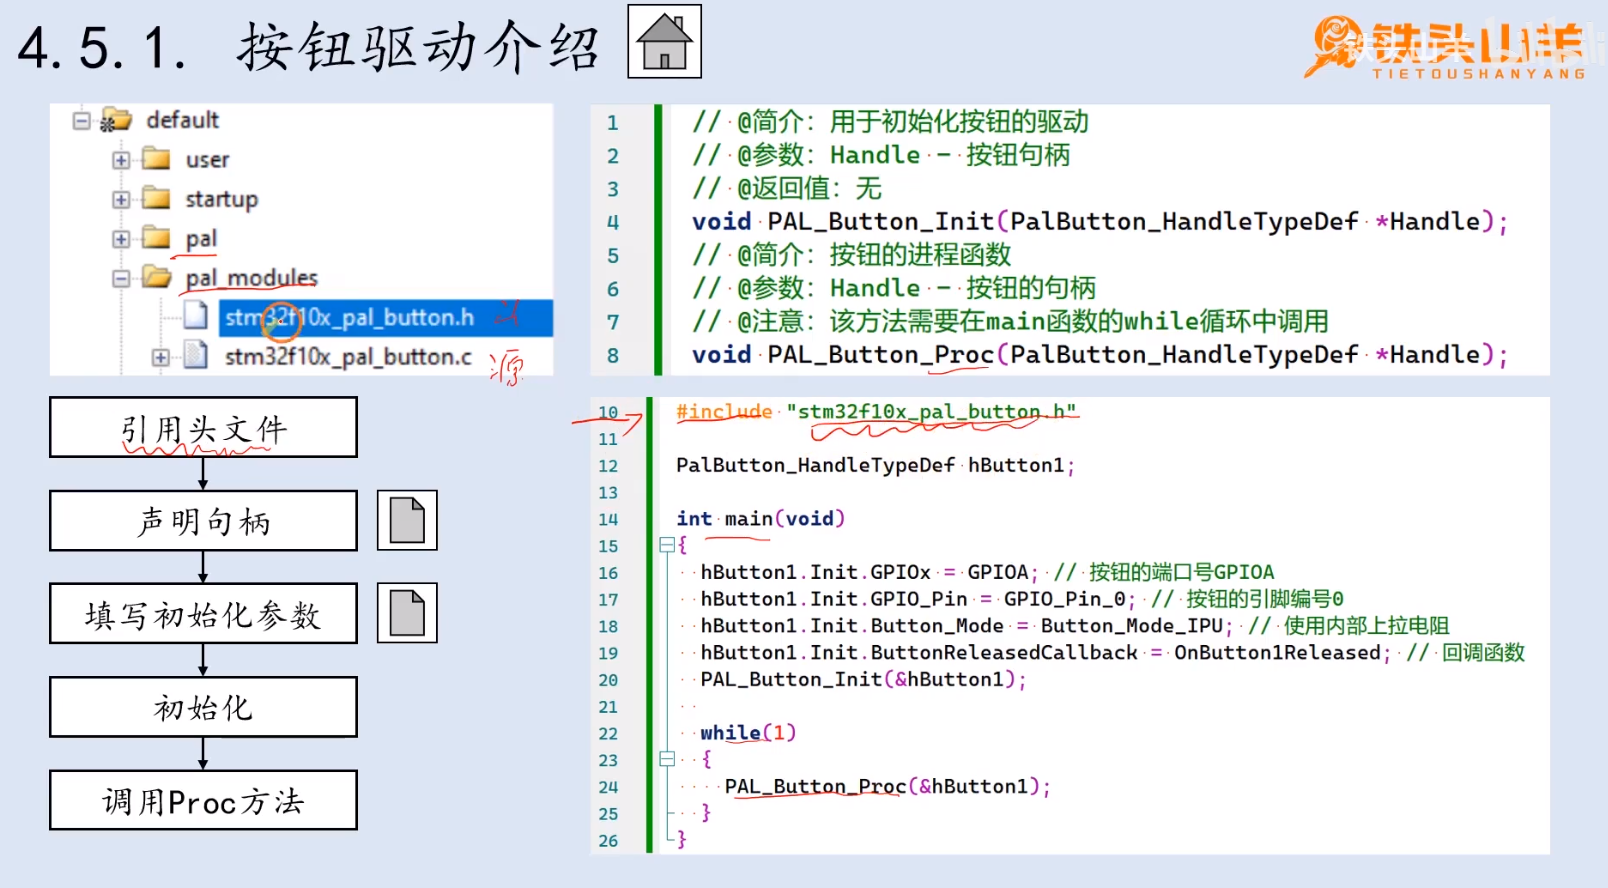 4.5.1. 按钮驱动介绍
铁头山羊
TIETOUSHANYANG
default
user
startup
pal
pal_modules
stm32f10x_pal_button.h 头
stm32f10x_pal_button.c 源
1 // @简介：用于初始化按钮的驱动
2 // @参数：Handle - 按钮句柄
3 // @返回值：无
4 void PAL_Button_Init(PalButton_HandleTypeDef *Handle);
5 // @简介：按钮的进程函数
6 // @参数：Handle - 按钮的句柄
7 // @注意：该方法需要在main函数的while循环中调用
8 void PAL_Button_Proc(PalButton_HandleTypeDef *Handle);
引用头文件
声明句柄
填写初始化参数
初始化
调用Proc方法
10 #include "stm32f10x_pal_button.h"
11
12 PalButton_HandleTypeDef hButton1;
13
14 int main(void)
15 {
16 hButton1.Init.GPIOx = GPIOA; // 按钮的端口号GPIOA
17 hButton1.Init.GPIO_Pin = GPIO_Pin_0; // 按钮的引脚编号0
18 hButton1.Init.Button_Mode = Button_Mode_IPU; // 使用内部上拉电阻
19 hButton1.Init.ButtonReleasedCallback = OnButton1Released; // 回调函数
20 PAL_Button_Init(&hButton1);
21
22 while(1)
23 {
24 PAL_Button_Proc(&hButton1);
25 }
26 }